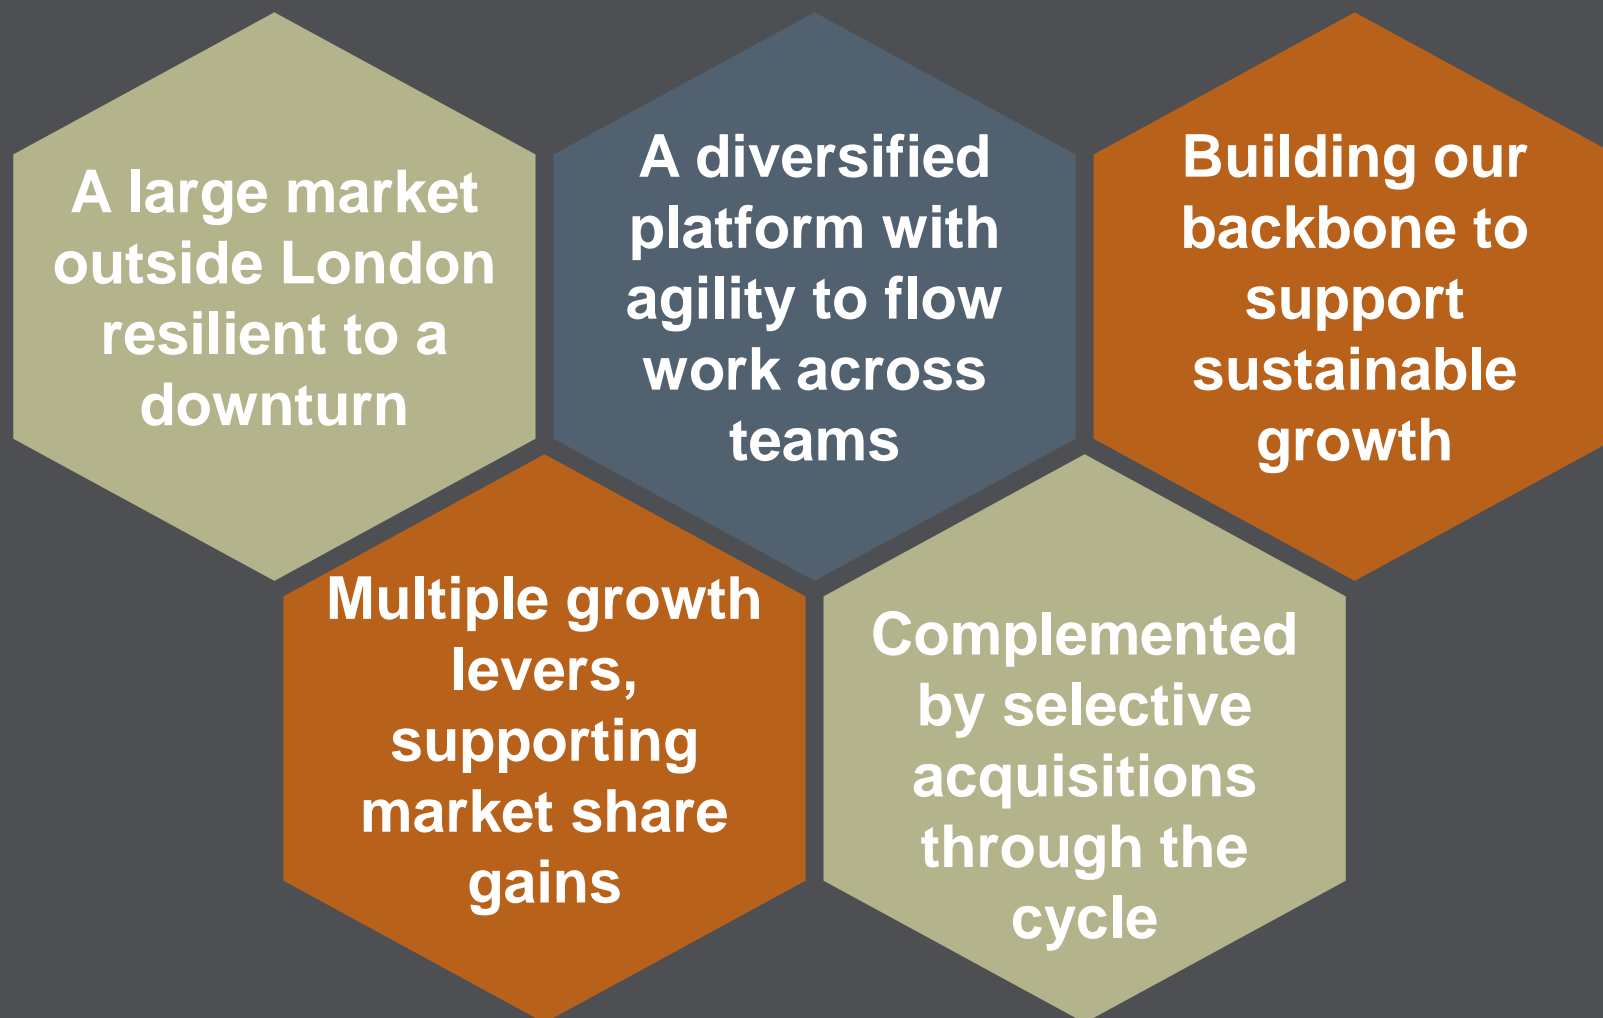 A large market
outside London
resilient to a
downturn
A diversified
platform with
agility to flow
work across
teams
Building our
backbone to
support
sustainable
growth
Multiple growth
levers,
supporting
market share
gains
Complemented
by selective
acquisitions
through the
cycle